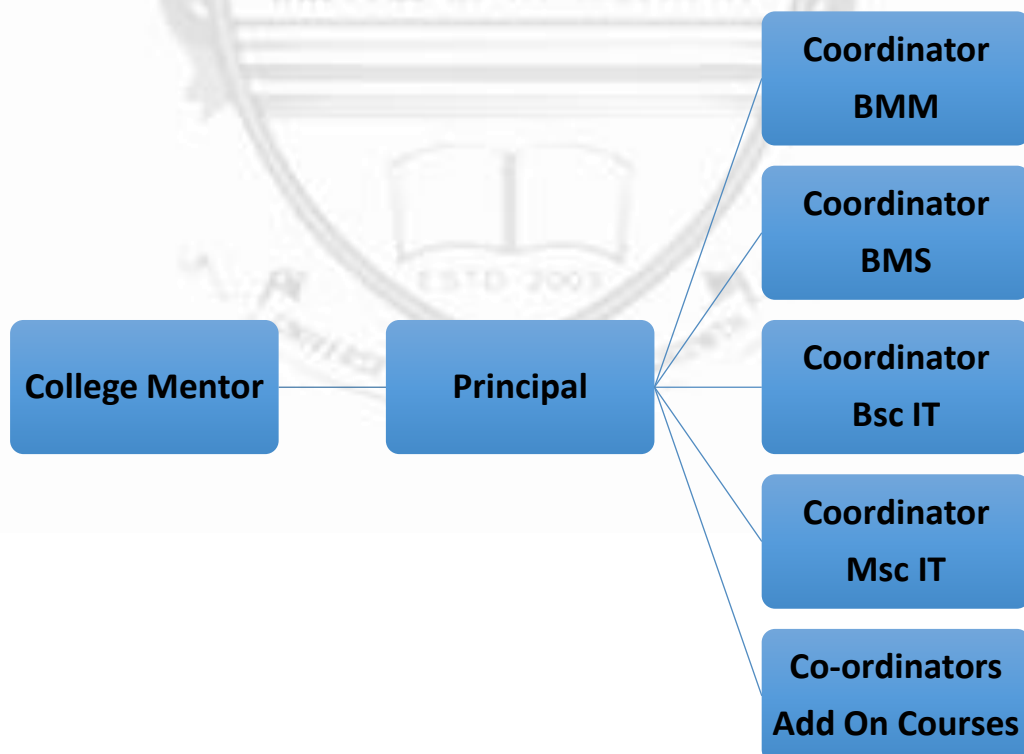 Coordinator
BMM
Coordinator
BMS
College Mentor
Principal
Coordinator
Bsc IT
Coordinator
Msc IT
Co-ordinators
Add On Courses
ESTD 2003